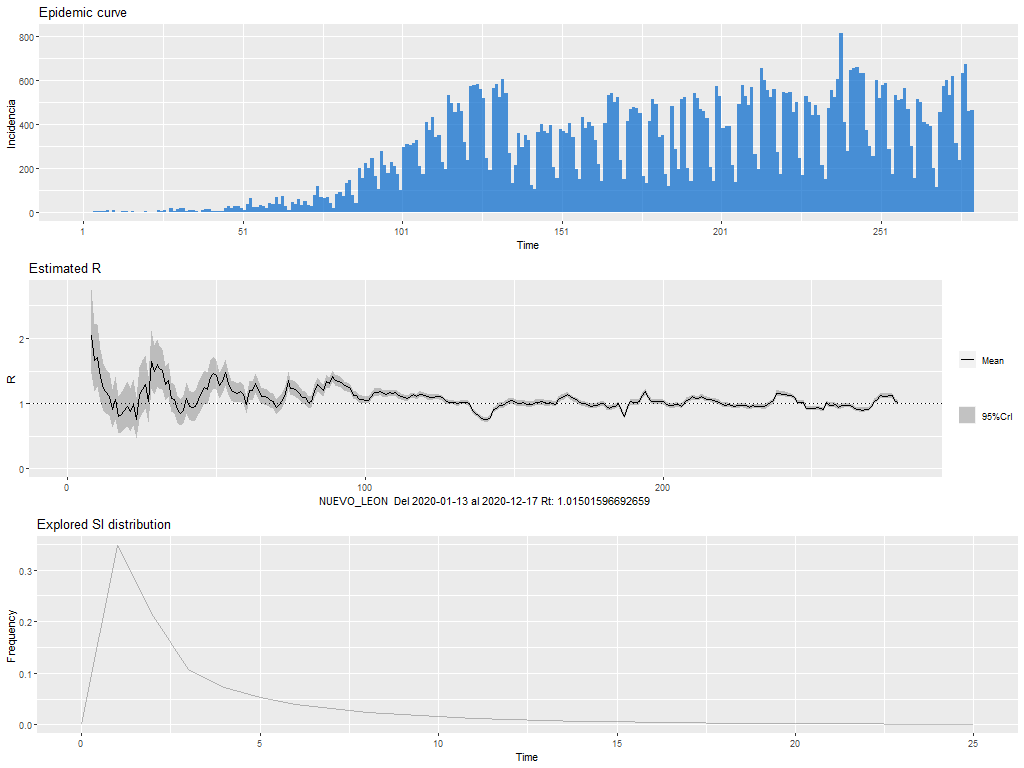 Epidemic curve
800
600
400
200
0
Incidencia
1
51
101
151
201
251
Time
Estimated R
2
1
0
R
0
100
200
NUEVO_LEON Del 2020-01-13 al 2020-12-17 Rt: 1.01501596692659
Mean
95%CrI
Explored SI distribution
0.3
0.2
0.1
0.0
Frequency
0
5
10
15
20
25
Time